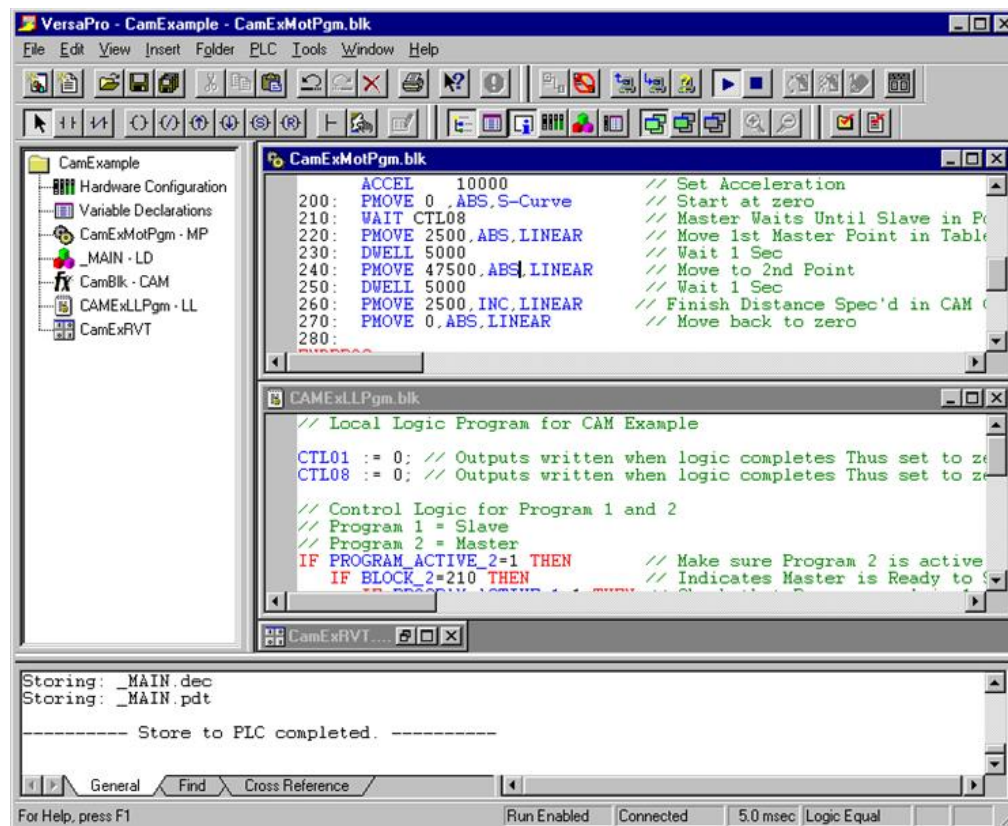 VersaPro - CamExample - CamExMotPgm.blk
File Edit View Insert Folder PLC Tools Window Help
CamExample
Hardware Configuration
Variable Declarations
CamExMotPgm - MP
_MAIN - LD
CamBlk - CAM
CAMExLLPgm - LL
CamExRVT
CamExMotPgm.blk
ACCEL 10000 // Set Acceleration
200: PMOVE 0 ,ABS,S-Curve // Start at zero
210: WAIT CTL08 // Master Waits Until Slave in Po
220: PMOVE 2500,ABS,LINEAR // Move 1st Master Point in Table
230: DWELL 5000 // Wait 1 Sec
240: PMOVE 47500,ABS,LINEAR // Move to 2nd Point
250: DWELL 5000 // Wait 1 Sec
260: PMOVE 2500,INC,LINEAR // Finish Distance Spec'd in CAM
270: PMOVE 0,ABS,LINEAR // Move back to zero
280:
CAMExLLPgm.blk
// Local Logic Program for CAM Example
CTL01 := 0; // Outputs written when logic completes Thus set to ze
CTL08 := 0; // Outputs written when logic completes Thus set to ze
// Control Logic for Program 1 and 2
// Program 1 = Slave
// Program 2 = Master
IF PROGRAM_ACTIVE_2=1 THEN // Make sure Program 2 is active
IF BLOCK_2=210 THEN // Indicates Master is Ready to
CamExRVT....
Storing: _MAIN.dec
Storing: _MAIN.pdt
---------- Store to PLC completed. ----------
General Find Cross Reference
For Help, press F1 Run Enabled Connected 5.0 msec Logic Equal